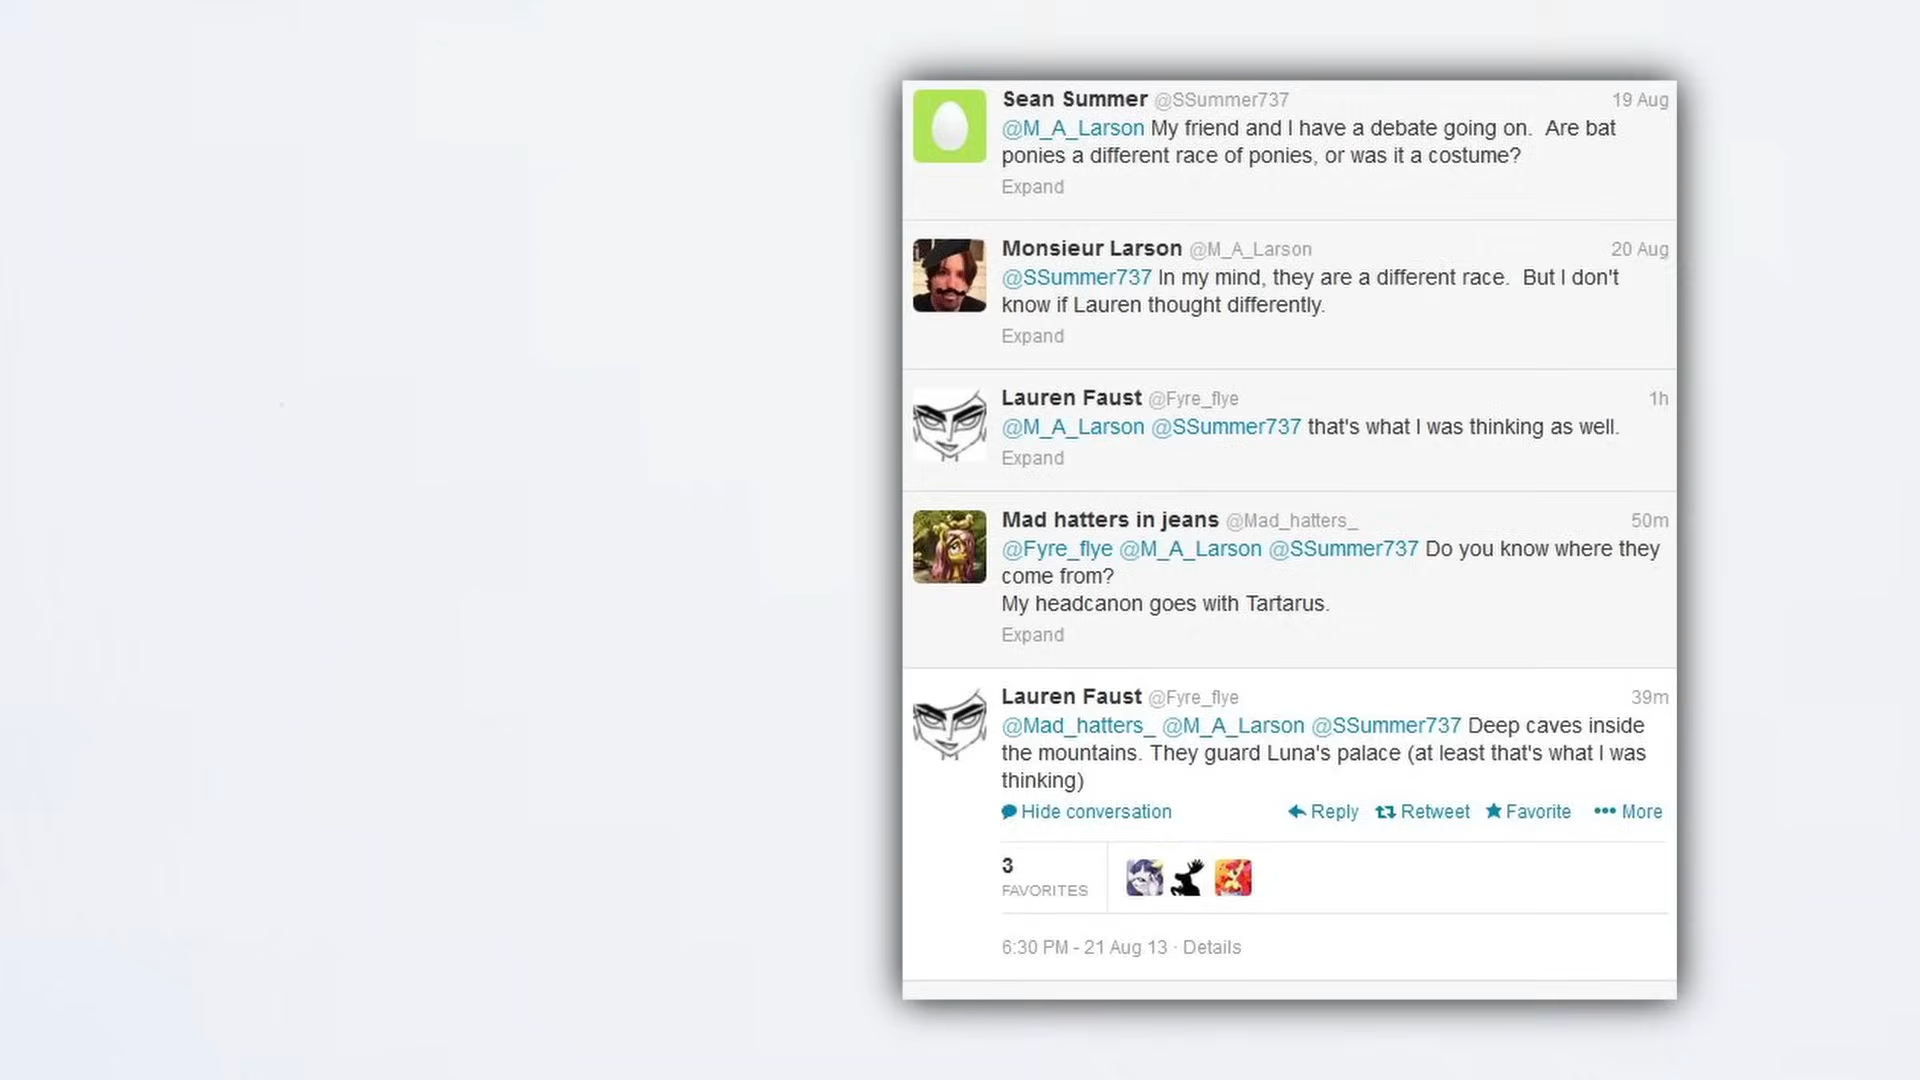 Sean Summer @SSummer737 19 Aug
@M_A_Larson My friend and I have a debate going on.  Are bat
ponies a different race of ponies, or was it a costume?
Expand
Monsieur Larson @M_A_Larson 20 Aug
@SSummer737 In my mind, they are a different race.  But I don't
know if Lauren thought differently.
Expand
Lauren Faust @Fyre_flye 1h
@M_A_Larson @SSummer737 that's what I was thinking as well.
Expand
Mad hatters in jeans @Mad_hatters_ 50m
@Fyre_flye @M_A_Larson @SSummer737 Do you know where they
come from?
My headcanon goes with Tartarus.
Expand
Lauren Faust @Fyre_flye 39m
@Mad_hatters_ @M_A_Larson @SSummer737 Deep caves inside
the mountains. They guard Luna's palace (at least that's what I was
thinking)
Hide conversation Reply Retweet Favorite More
3
FAVORITES
6:30 PM - 21 Aug 13 · Details